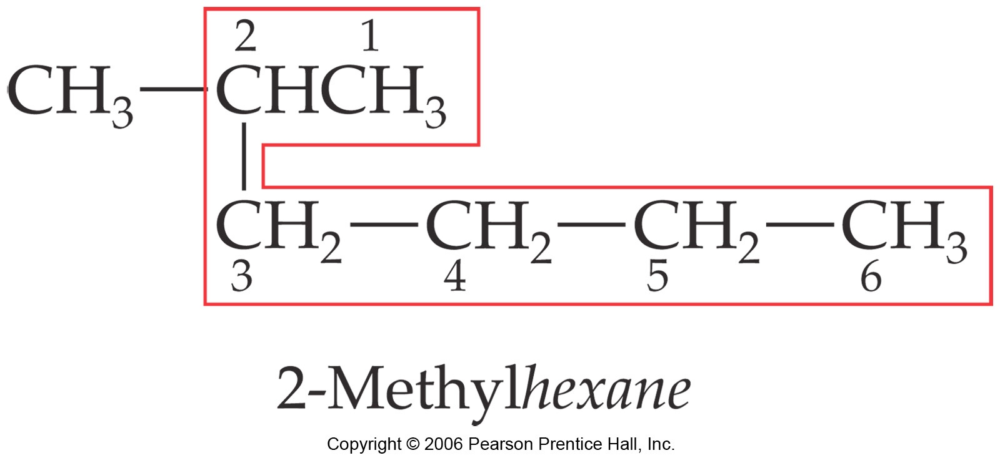 2 1
CH₃—CHCH₃
CH₂—CH₂—CH₂—CH₃
3 4 5 6
2-Methylhexane
Copyright © 2006 Pearson Prentice Hall, Inc.